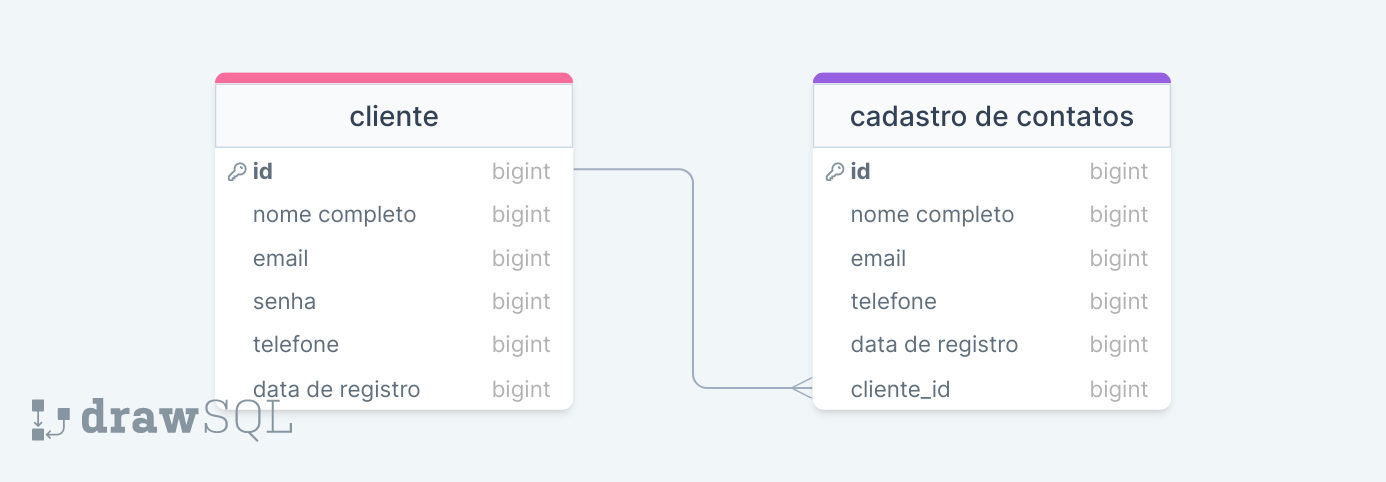 cliente
id bigint
nome completo bigint
email bigint
senha bigint
telefone bigint
data de registro bigint
cadastro de contatos
id bigint
nome completo bigint
email bigint
telefone bigint
data de registro bigint
cliente_id bigint
drawSQL